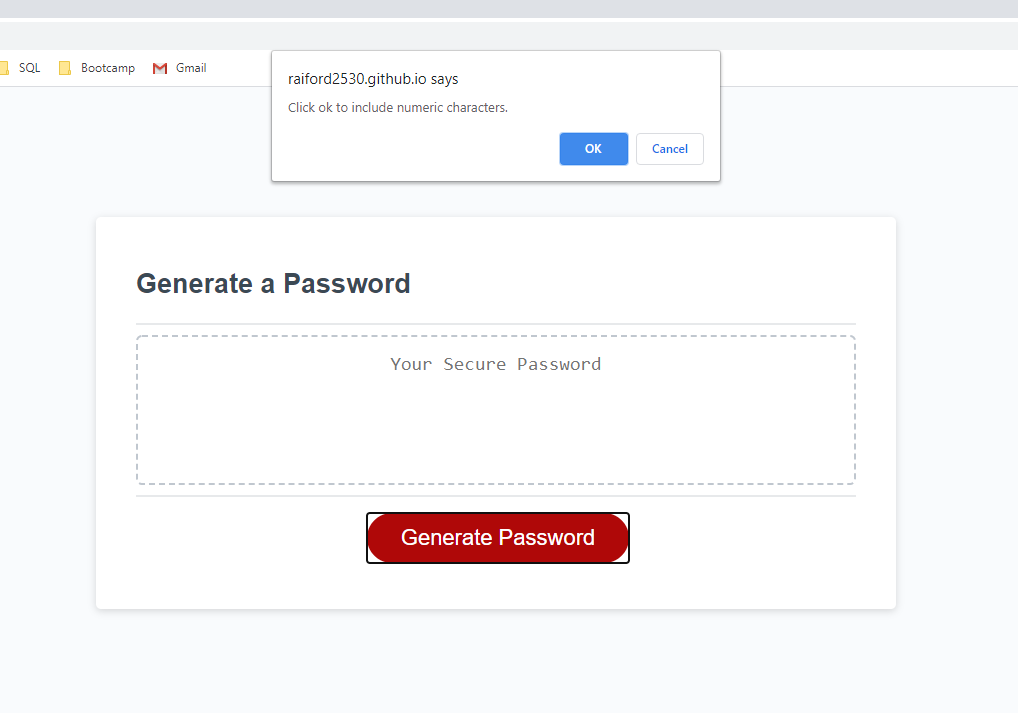 SQL Bootcamp Gmail
raiford2530.github.io says
Click ok to include numeric characters.
OK Cancel
Generate a Password
Your Secure Password
Generate Password